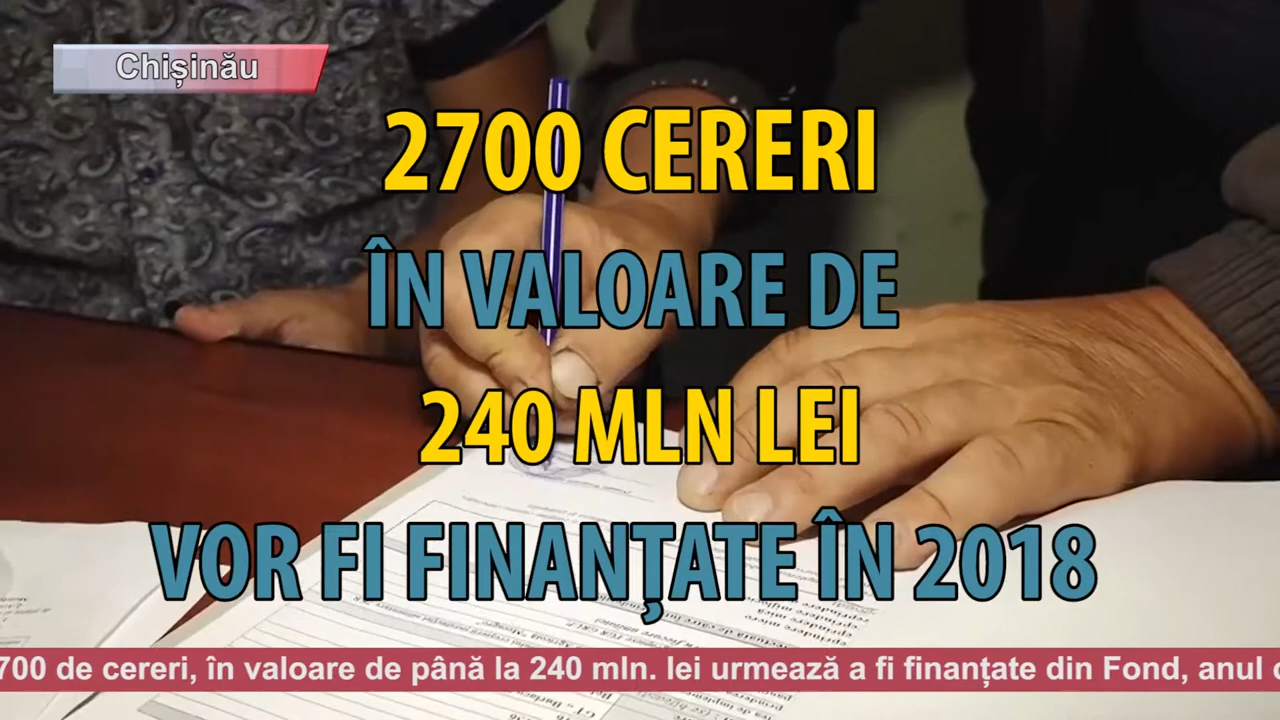 Chișinău
2700 CERERI
ÎN VALOARE DE
240 MLN LEI
VOR FI FINANȚATE ÎN 2018
700 de cereri, în valoare de până la 240 mln. lei urmează a fi finanțate din Fond, anul